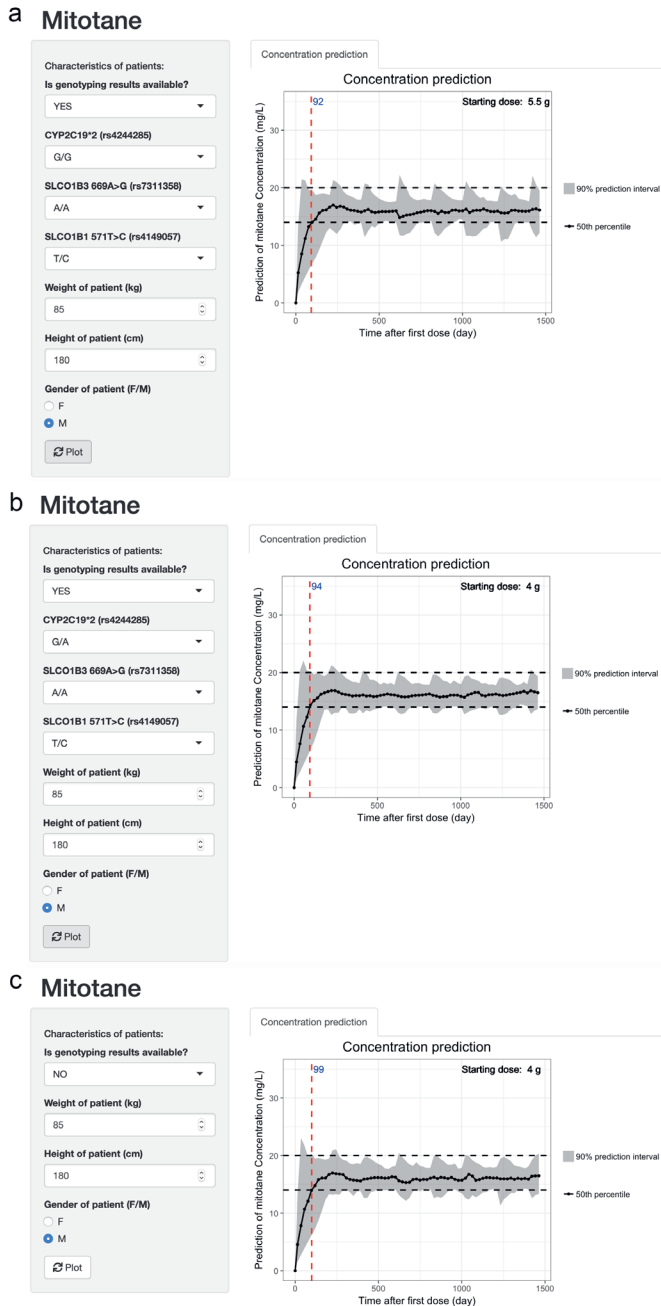 a
Mitotane
Characteristics of patients:
Is genotyping results available?
YES
CYP2C19*2 (rs4244285)
G/G
SLCO1B3 669A>G (rs7311358)
A/A
SLCO1B1 571T>C (rs4149057)
T/C
Weight of patient (kg)
85
Height of patient (cm)
180
Gender of patient (F/M)
F
M
Plot
Concentration prediction
Concentration prediction
92
Starting dose: 5.5 g
Prediction of mitotane Concentration (mg/L)
30
20
10
0
0
500
1000
1500
Time after first dose (day)
90% prediction interval
50th percentile
b
Mitotane
Characteristics of patients:
Is genotyping results available?
YES
CYP2C19*2 (rs4244285)
G/A
SLCO1B3 669A>G (rs7311358)
A/A
SLCO1B1 571T>C (rs4149057)
T/C
Weight of patient (kg)
85
Height of patient (cm)
180
Gender of patient (F/M)
F
M
Plot
Concentration prediction
Concentration prediction
94
Starting dose: 4 g
Prediction of mitotane Concentration (mg/L)
30
20
10
0
0
500
1000
1500
Time after first dose (day)
90% prediction interval
50th percentile
c
Mitotane
Characteristics of patients:
Is genotyping results available?
NO
Weight of patient (kg)
85
Height of patient (cm)
180
Gender of patient (F/M)
F
M
Plot
Concentration prediction
Concentration prediction
99
Starting dose: 4 g
Prediction of mitotane Concentration (mg/L)
30
20
10
0
0
500
1000
1500
Time after first dose (day)
90% prediction interval
50th percentile